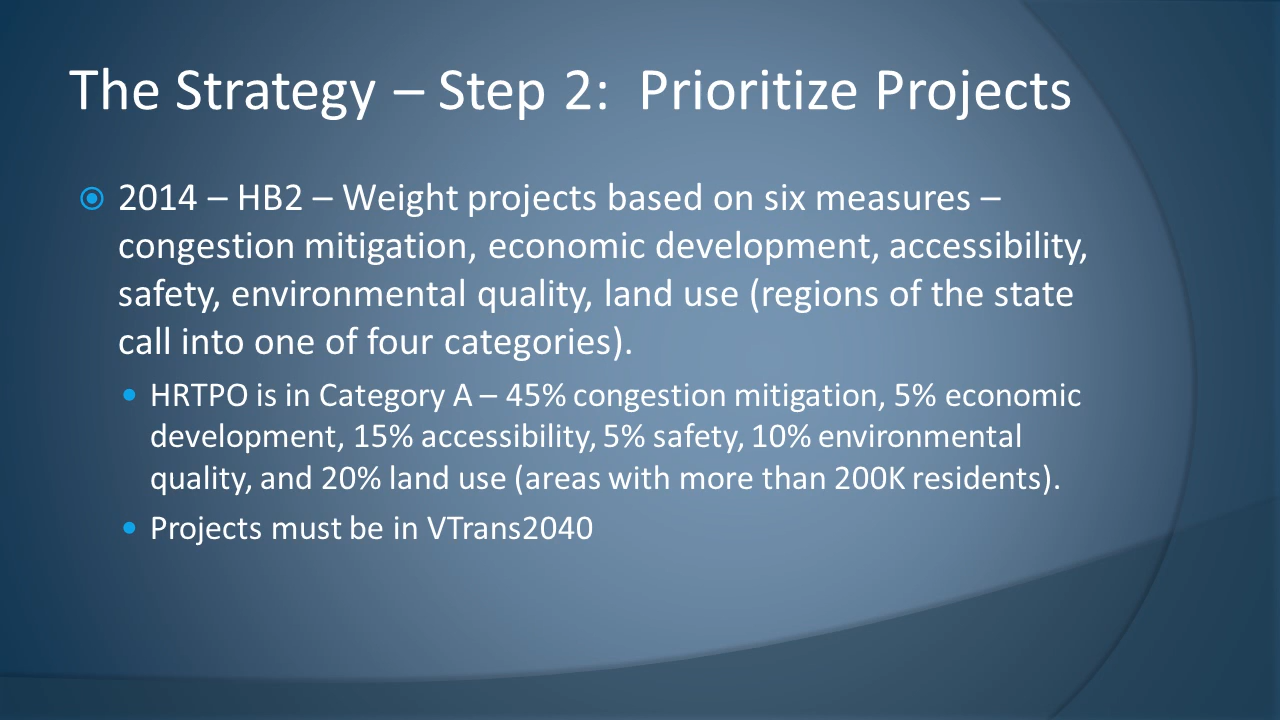 The Strategy – Step 2:  Prioritize Projects
2014 – HB2 – Weight projects based on six measures –
congestion mitigation, economic development, accessibility,
safety, environmental quality, land use (regions of the state
call into one of four categories).
HRTPO is in Category A – 45% congestion mitigation, 5% economic
development, 15% accessibility, 5% safety, 10% environmental
quality, and 20% land use (areas with more than 200K residents).
Projects must be in VTrans2040